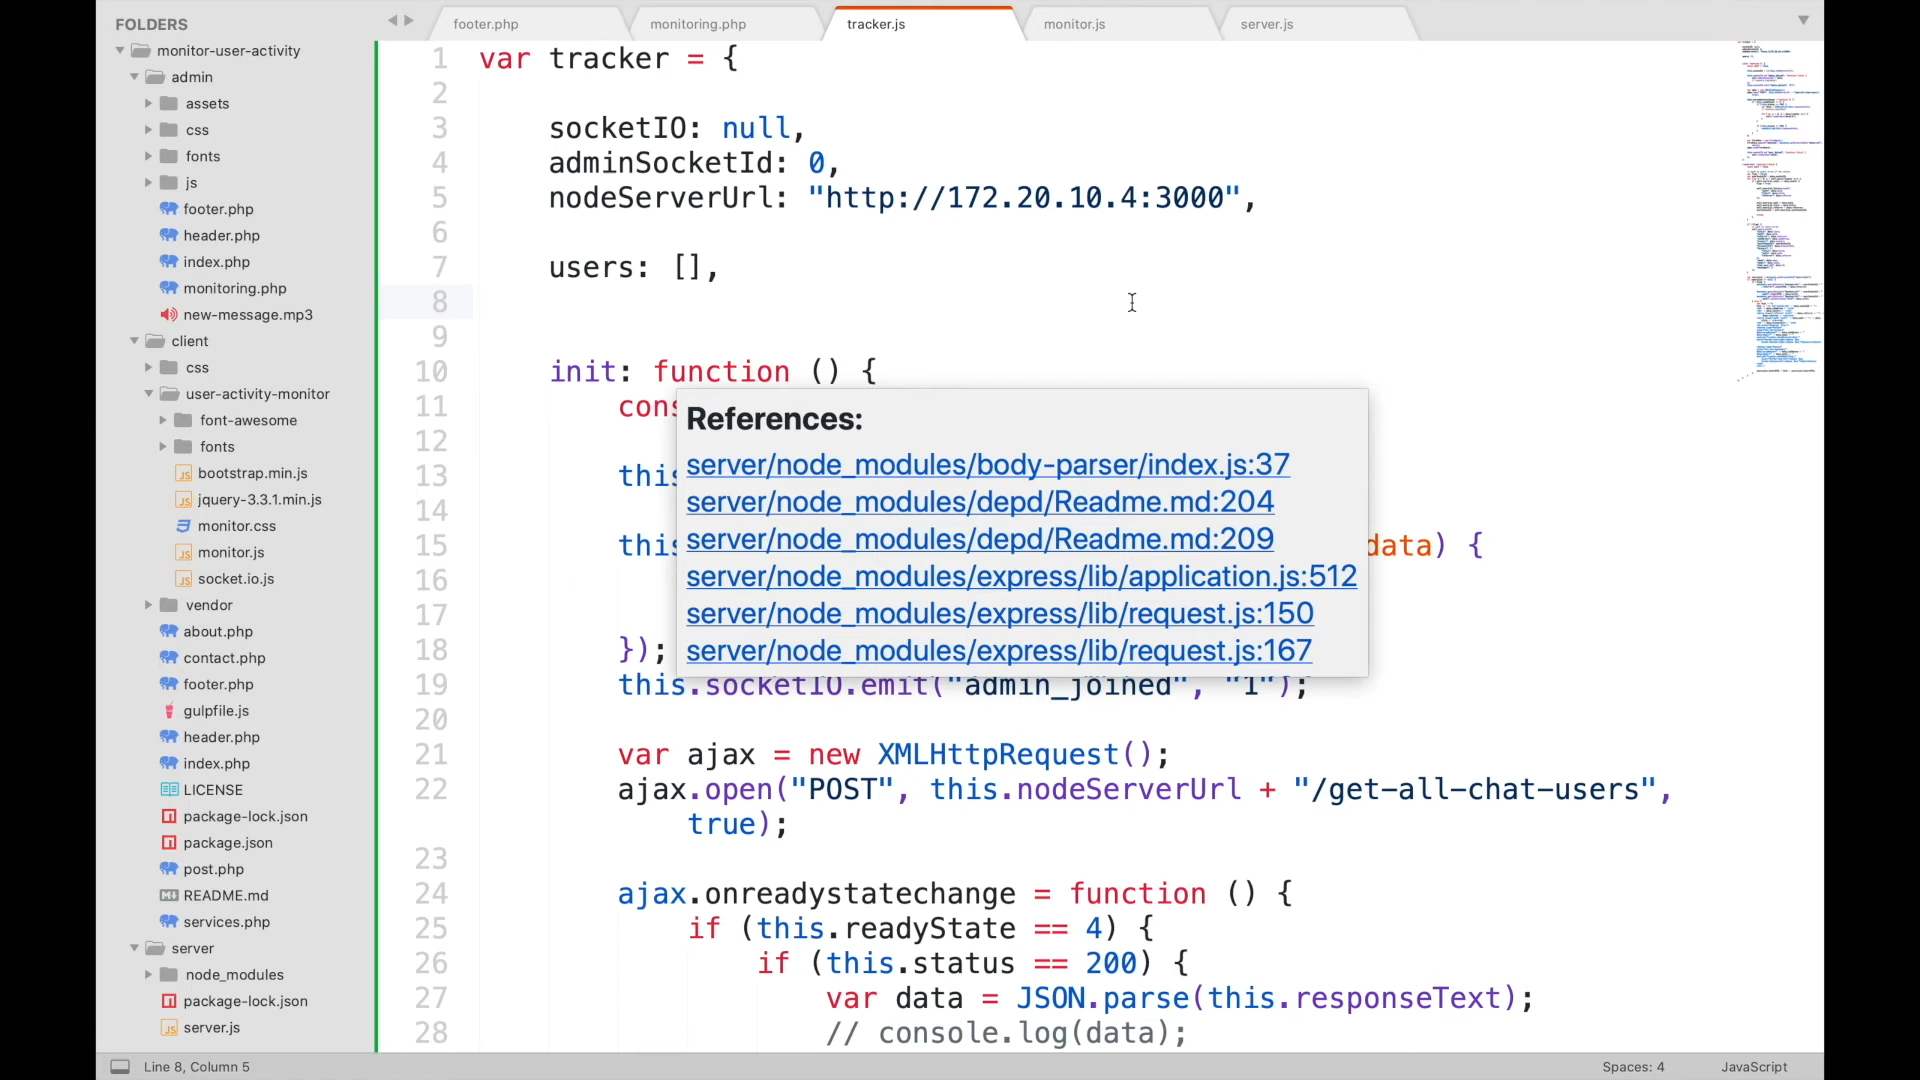 FOLDERS
monitor-user-activity
admin
assets
css
fonts
js
footer.php
header.php
index.php
monitoring.php
new-message.mp3
client
css
user-activity-monitor
font-awesome
fonts
bootstrap.min.js
jquery-3.3.1.min.js
monitor.css
monitor.js
socket.io.js
vendor
about.php
contact.php
footer.php
gulpfile.js
header.php
index.php
LICENSE
package-lock.json
package.json
post.php
README.md
services.php
server
node_modules
package-lock.json
server.js
footer.php
monitoring.php
tracker.js
monitor.js
server.js
1 var tracker = {
2
3 socketIO: null,
4 adminSocketId: 0,
5 nodeServerUrl: "http://172.20.10.4:3000",
6
7 users: [],
8
9
10 init: function () {
11 cons
12
13 this
14
15 this data) {
16
17
18 });
19 this.socketIO.emit("admin_joined", "1");
20
21 var ajax = new XMLHttpRequest();
22 ajax.open("POST", this.nodeServerUrl + "/get-all-chat-users",
true);
23
24 ajax.onreadystatechange = function () {
25 if (this.readyState == 4) {
26 if (this.status == 200) {
27 var data = JSON.parse(this.responseText);
28 // console.log(data);
References:
server/node_modules/body-parser/index.js:37
server/node_modules/depd/Readme.md:204
server/node_modules/depd/Readme.md:209
server/node_modules/express/lib/application.js:512
server/node_modules/express/lib/request.js:150
server/node_modules/express/lib/request.js:167
Line 8, Column 5
Spaces: 4
JavaScript